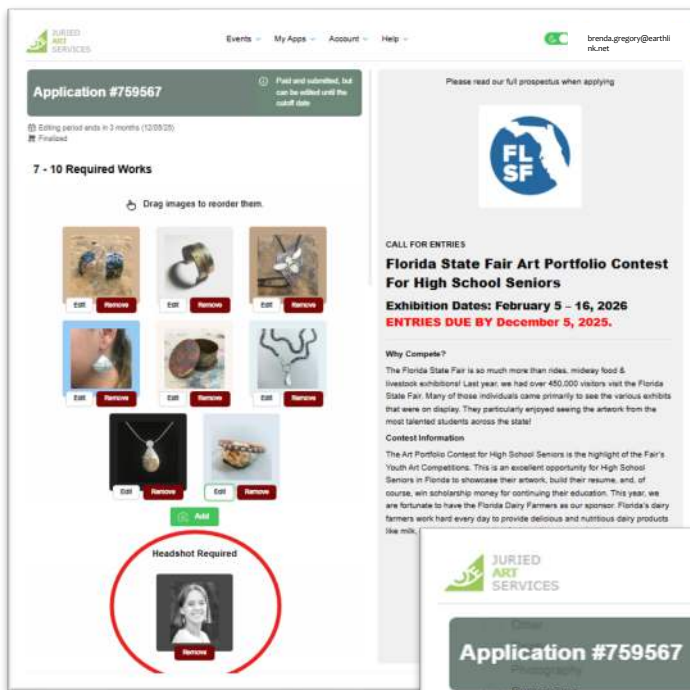 JURIED
ART
SERVICES
Events
My Apps
Account
Help
brenda.gregory@earthli
nk.net
Application #759567
Paid and submitted, but
can be edited until the
cutoff date
Editing period ends in 3 months (12/05/25)
Finalized
7 - 10 Required Works
Drag images to reorder them.
Edit Remove Edit Remove Edit Remove
Edit Remove Edit Remove Edit Remove
Edit Remove Edit Remove
Add
Headshot Required
Remove
Please read our full prospectus when applying
FL
SF
CALL FOR ENTRIES
Florida State Fair Art Portfolio Contest
For High School Seniors
Exhibition Dates: February 5 – 16, 2026
ENTRIES DUE BY December 5, 2025.
Why Compete?
The Florida State Fair is so much more than rides, midway food &
livestock exhibitions! Last year, we had over 450,000 visitors visit the Florida
State Fair. Many of those individuals came primarily to see the various exhibits
that were on display. They particularly enjoyed seeing the artwork from the
most talented students across the state!
Contest Information
The Art Portfolio Contest for High School Seniors is the highlight of the Fair's
Youth Art Competitions. This is an excellent opportunity for High School
Seniors in Florida to showcase their artwork, build their resume, and, of
course, win scholarship money for continuing their education. This year, we
are fortunate to have the Florida Dairy Farmers as our sponsor. Florida's dairy
farmers work hard every day to provide delicious and nutritious dairy products
like milk,
JURIED
ART
SERVICES
Other
Application #759567
Photography